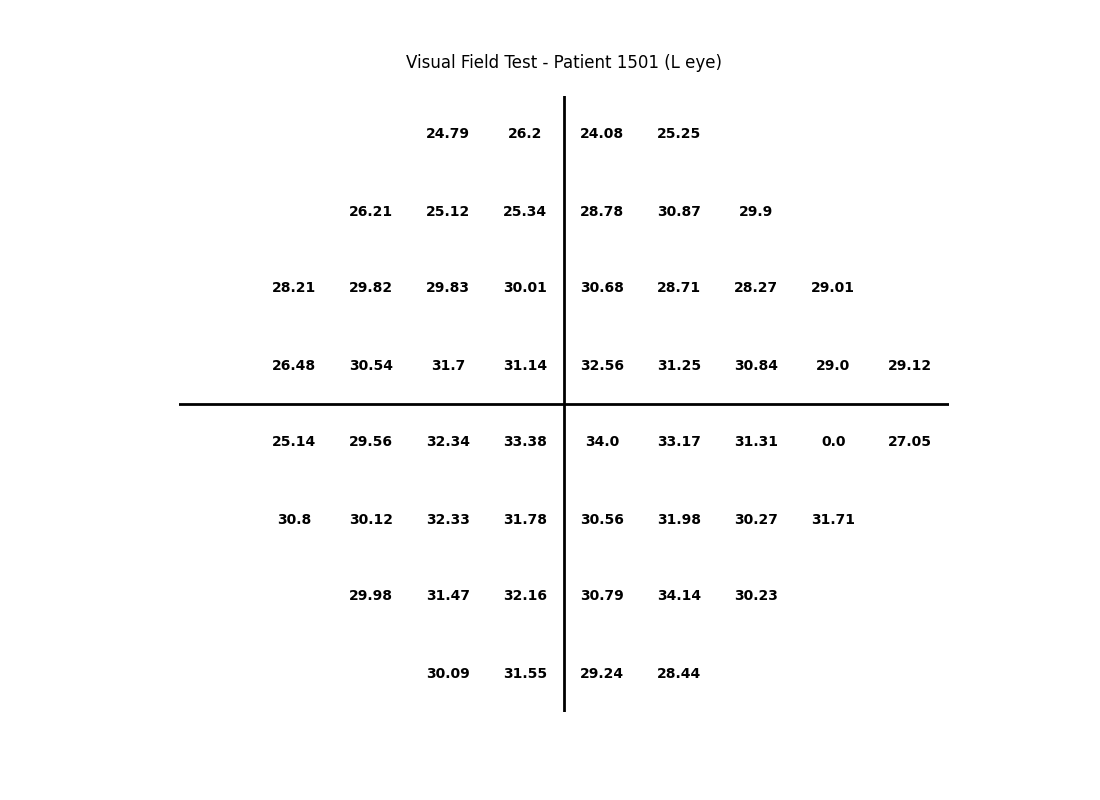 Visual Field Test - Patient 1501 (L eye)
24.79 26.2 24.08 25.25
26.21 25.12 25.34 28.78 30.87 29.9
28.21 29.82 29.83 30.01 30.68 28.71 28.27 29.01
26.48 30.54 31.7 31.14 32.56 31.25 30.84 29.0 29.12
25.14 29.56 32.34 33.38 34.0 33.17 31.31 0.0 27.05
30.8 30.12 32.33 31.78 30.56 31.98 30.27 31.71
29.98 31.47 32.16 30.79 34.14 30.23
30.09 31.55 29.24 28.44